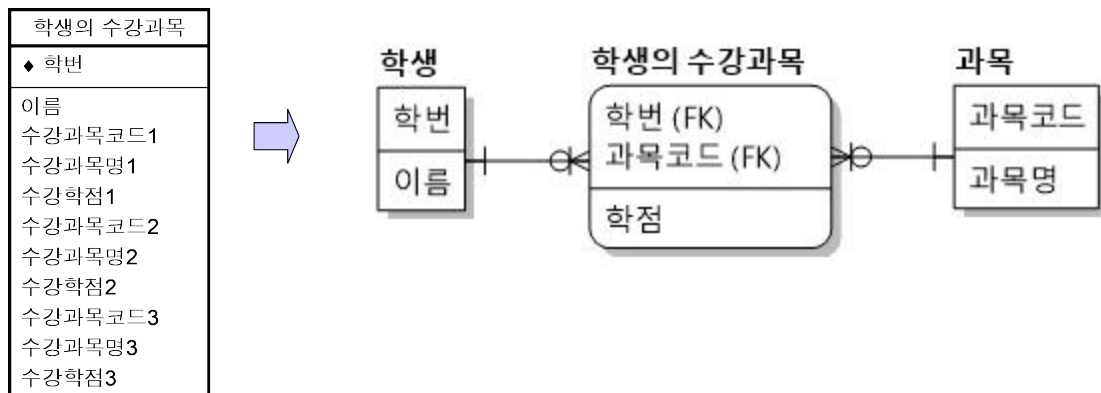 학생의 수강과목
♦ 학번
이름
수강과목코드1
수강과목명1
수강학점1
수강과목코드2
수강과목명2
수강학점2
수강과목코드3
수강과목명3
수강학점3
학생
학번
이름
학생의 수강과목
학번 (FK)
과목코드 (FK)
학점
과목
과목코드
과목명